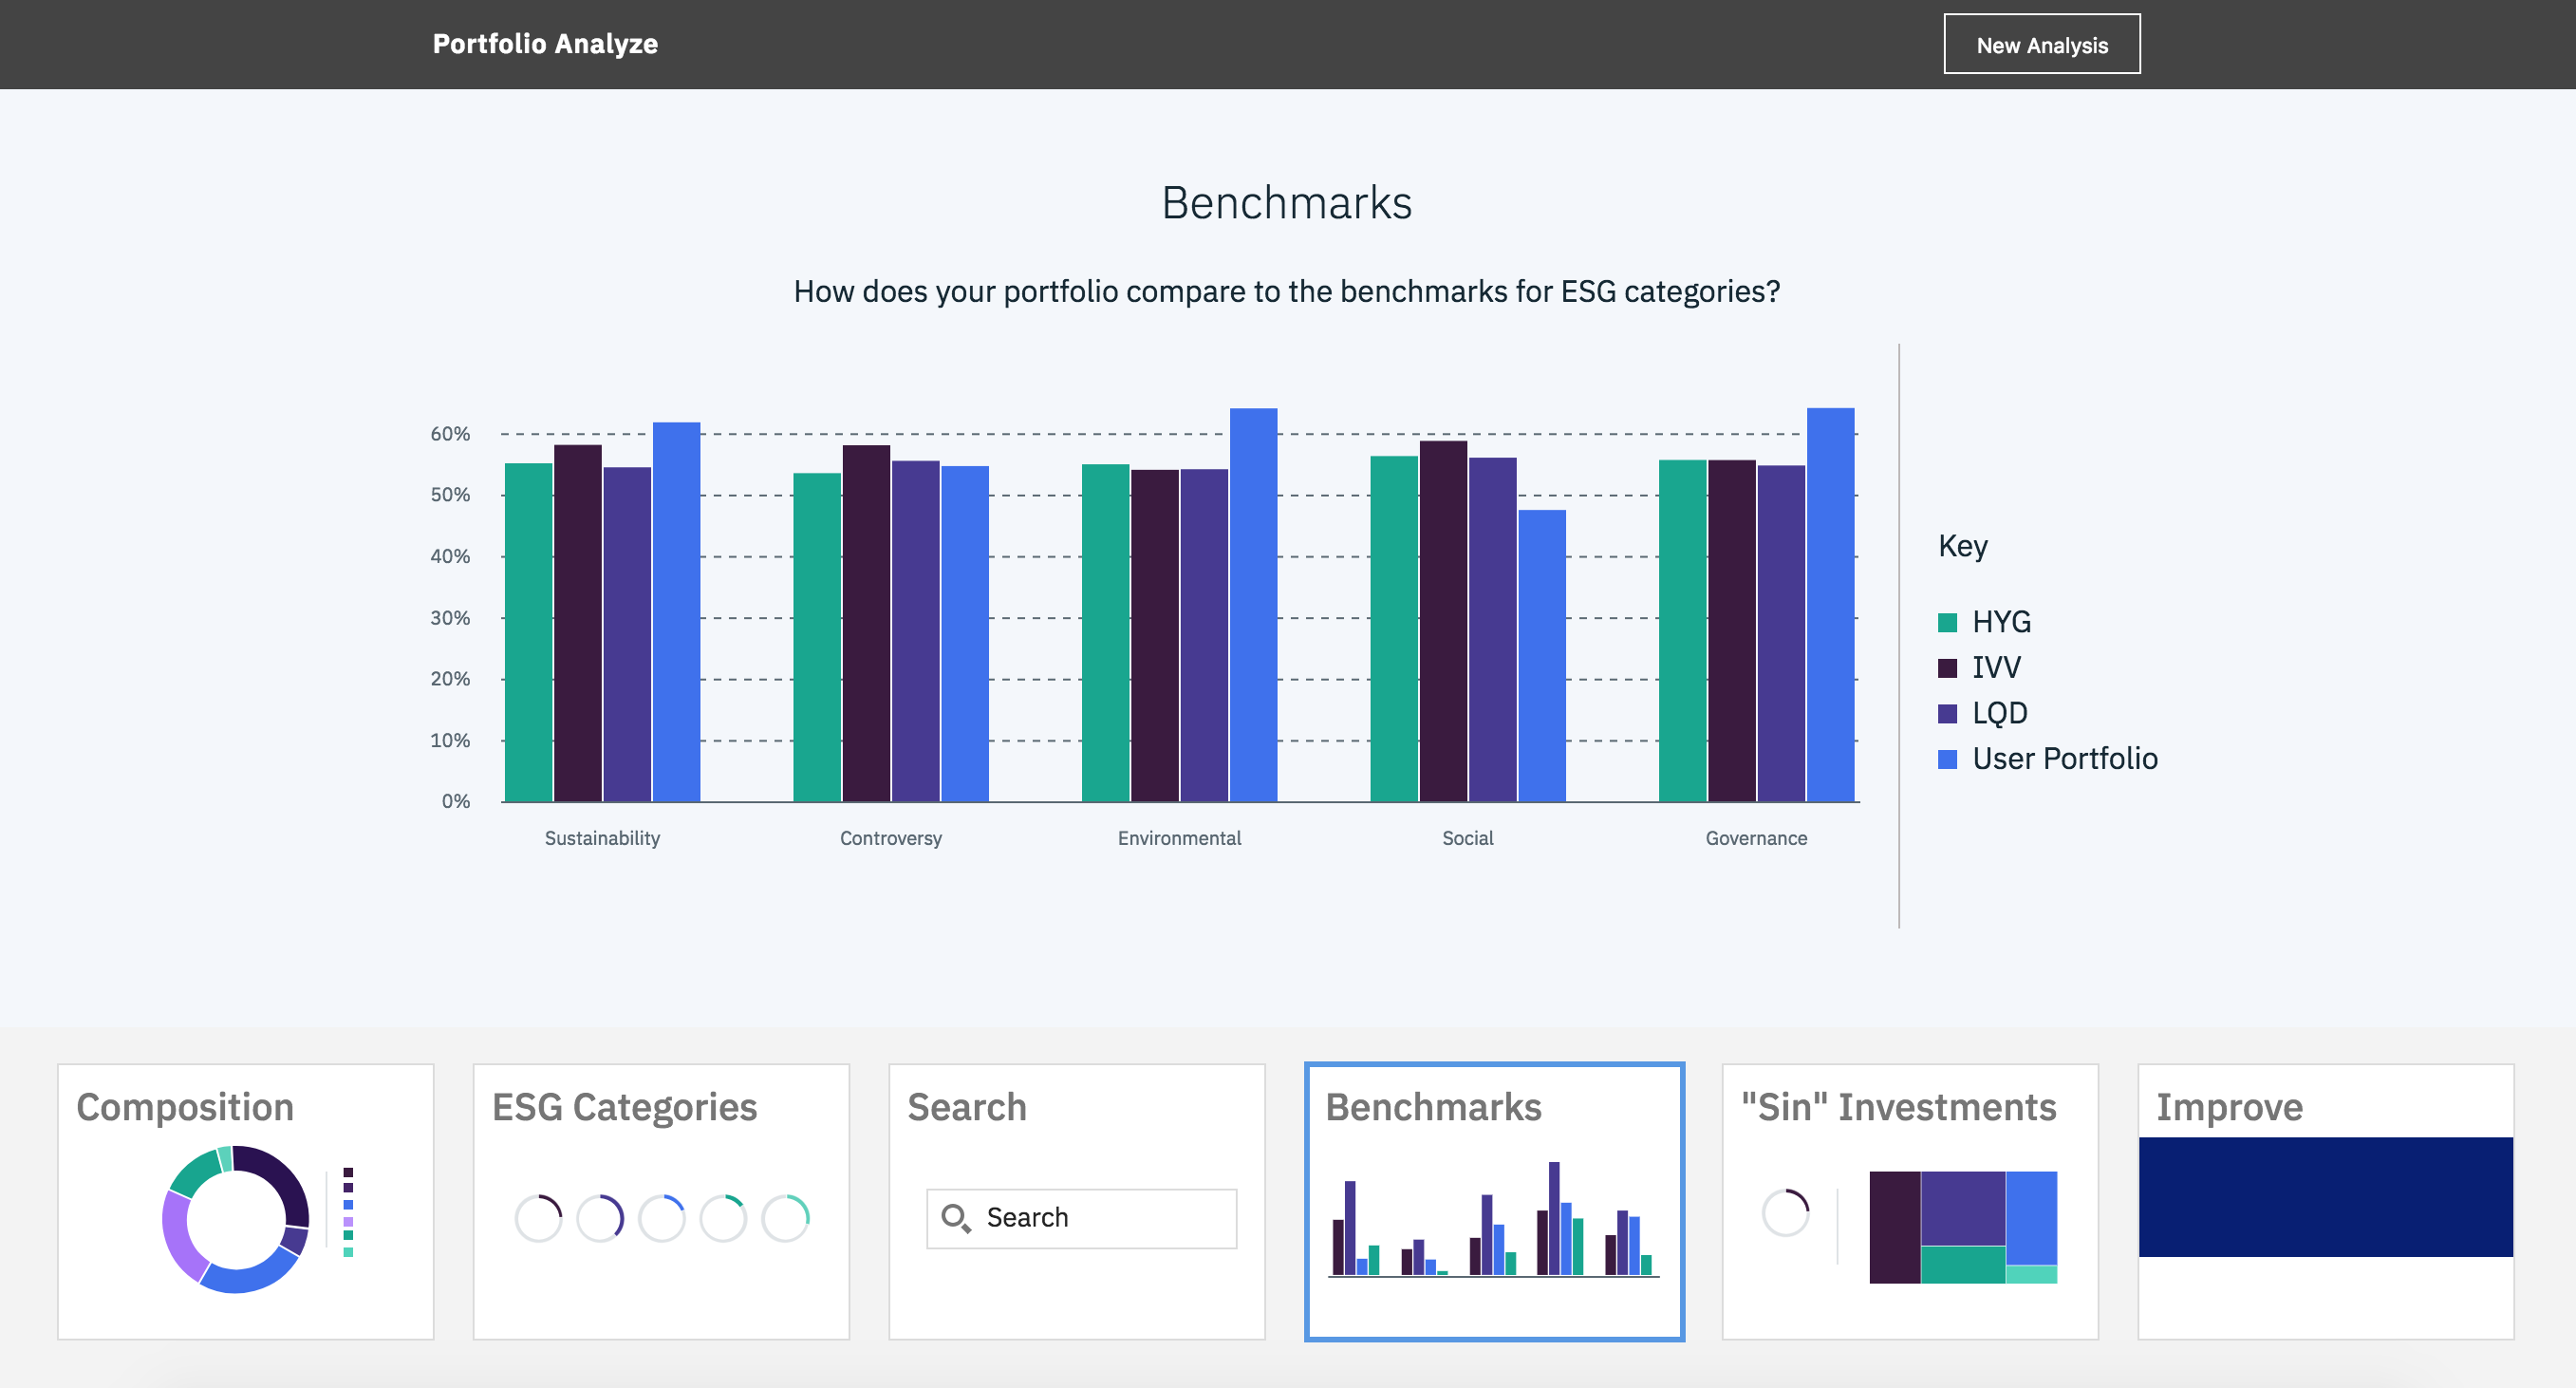 Portfolio Analyze
New Analysis
Benchmarks
How does your portfolio compare to the benchmarks for ESG categories?
60%
50%
40%
30%
20%
10%
0%
Sustainability
Controversy
Environmental
Social
Governance
Key
HYG
IVV
LQD
User Portfolio
Composition
ESG Categories
Search
Search
Benchmarks
"Sin" Investments
Improve